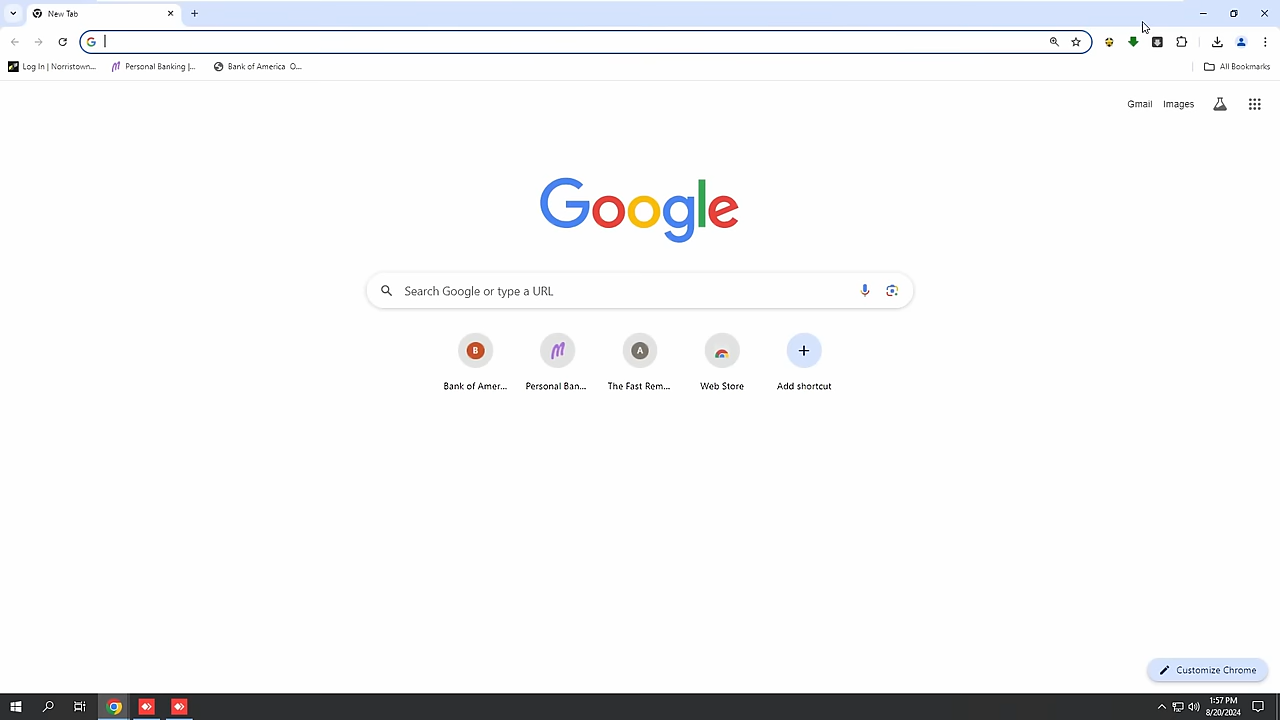 New Tab
Log In | Norristown...
Personal Banking |...
Bank of America O...
All Bookmarks
Gmail
Images
Google
Search Google or type a URL
B
A
Bank of Amer...
Personal Ban...
The Fast Rem...
Web Store
Add shortcut
Customize Chrome
1:57 PM
8/20/2024